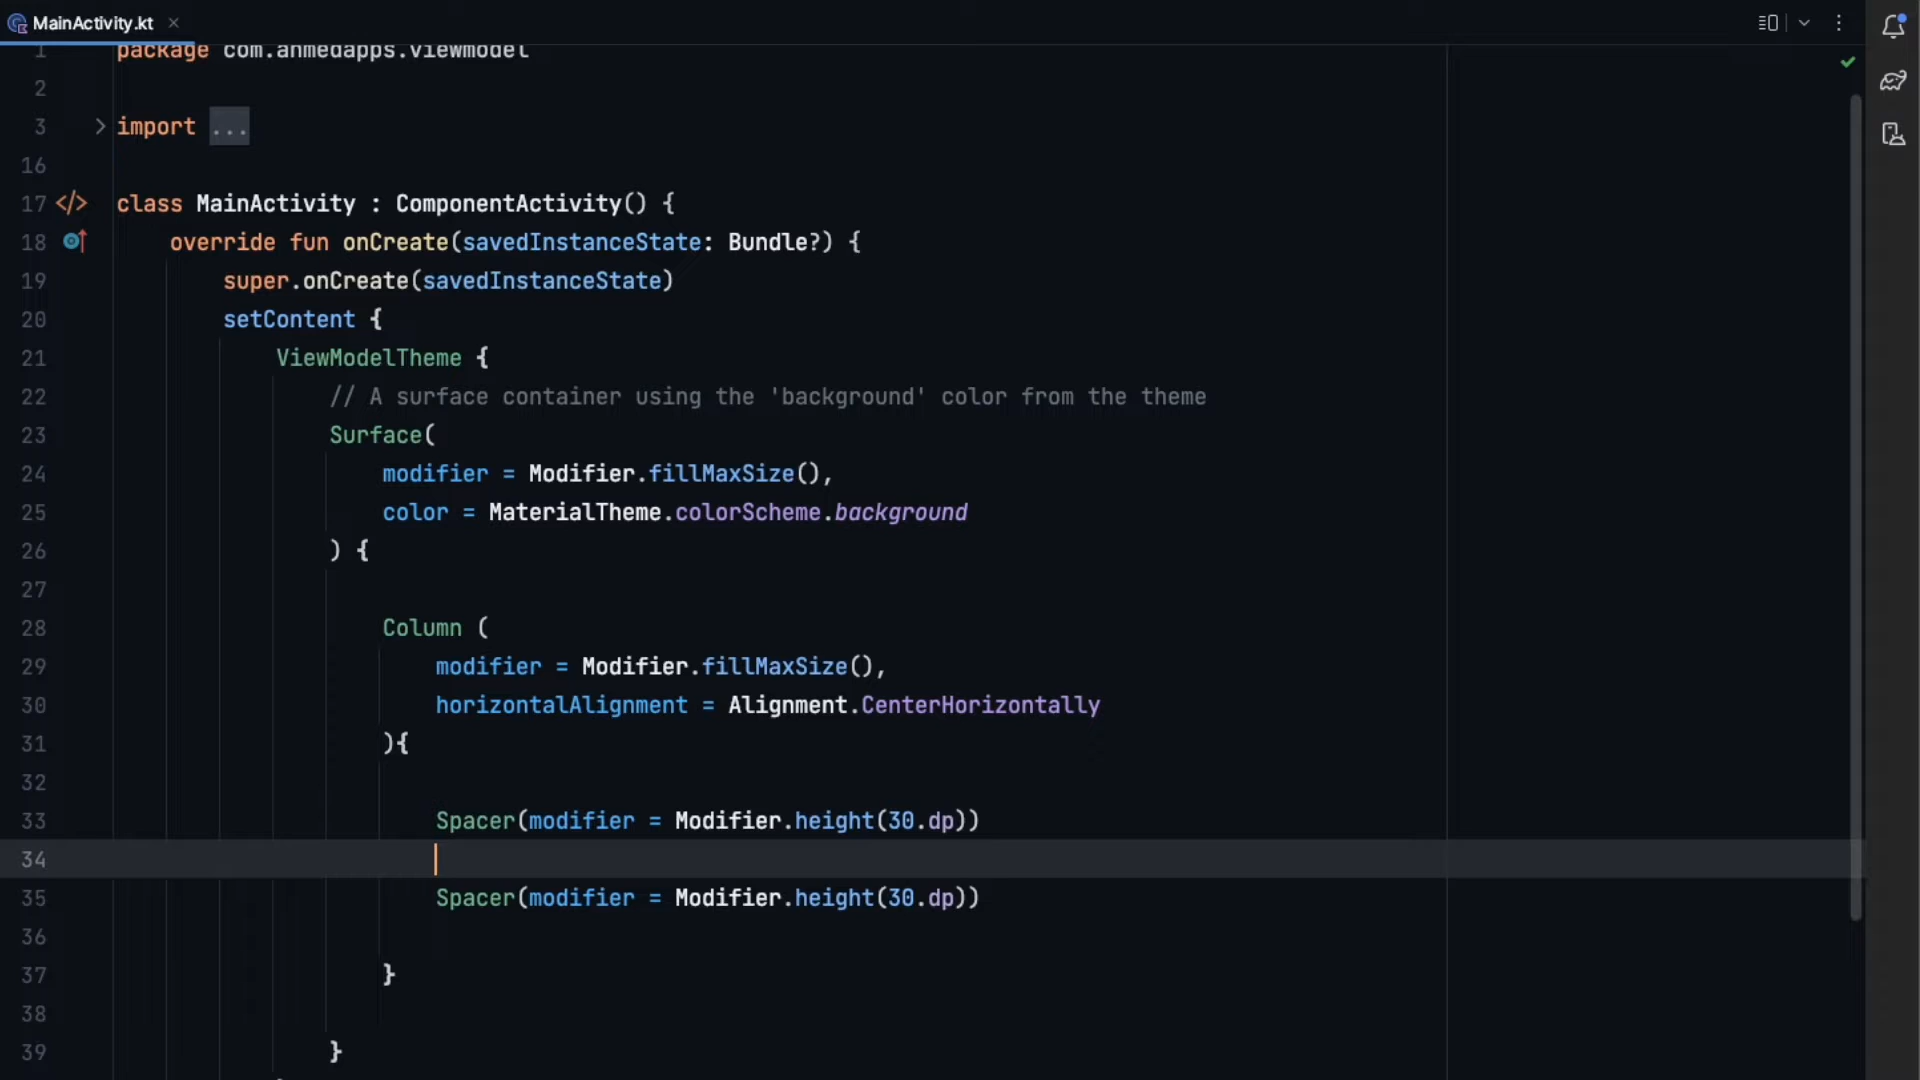 MainActivity.kt
1 package com.ahmedapps.viewmodel
2
3 import ...
16
17 class MainActivity : ComponentActivity() {
18 override fun onCreate(savedInstanceState: Bundle?) {
19 super.onCreate(savedInstanceState)
20 setContent {
21 ViewModelTheme {
22 // A surface container using the 'background' color from the theme
23 Surface(
24 modifier = Modifier.fillMaxSize(),
25 color = MaterialTheme.colorScheme.background
26 ) {
27
28 Column (
29 modifier = Modifier.fillMaxSize(),
30 horizontalAlignment = Alignment.CenterHorizontally
31 ){
32
33 Spacer(modifier = Modifier.height(30.dp))
34
35 Spacer(modifier = Modifier.height(30.dp))
36
37 }
38
39 }